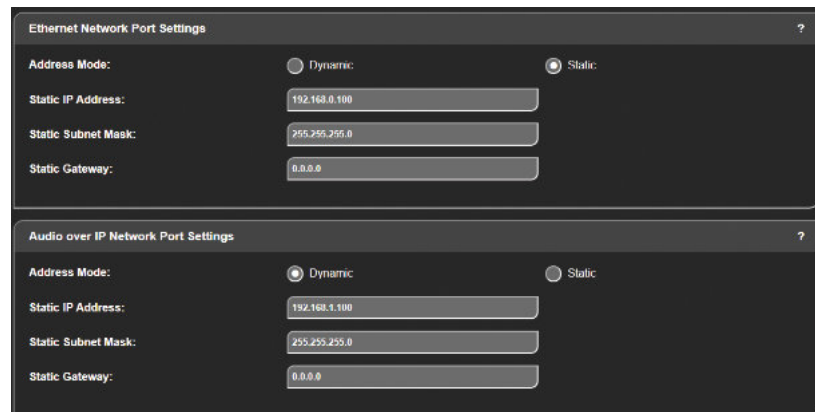 Ethernet Network Port Settings ?
Address Mode: Dynamic Static
Static IP Address: 192.168.0.100
Static Subnet Mask: 255.255.255.0
Static Gateway: 0.0.0.0
Audio over IP Network Port Settings ?
Address Mode: Dynamic Static
Static IP Address: 192.168.1.100
Static Subnet Mask: 255.255.255.0
Static Gateway: 0.0.0.0